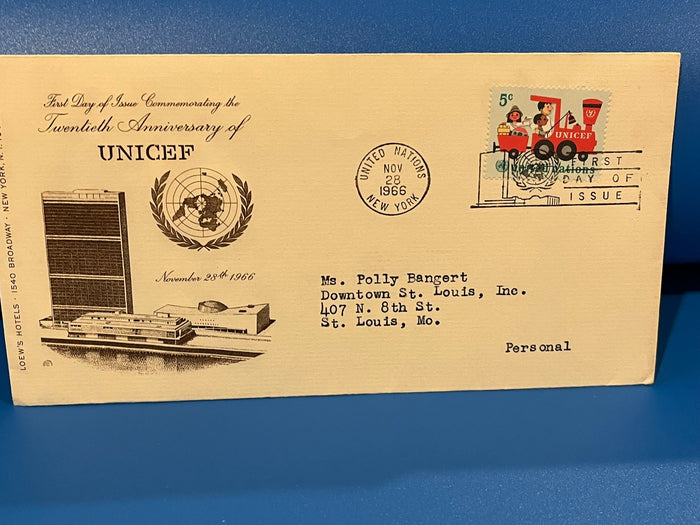 First Day of Issue Commemorating the
Twentieth Anniversary of
UNICEF
November 28th 1966
LOEW'S HOTELS · 1540 BROADWAY · NEW YORK, N.Y.
UNITED NATIONS
NOV
28
1966
NEW YORK
5c
UNICEF
United nations
FIRST
DAY OF
ISSUE
Ms. Polly Bangert
Downtown St. Louis, Inc.
407 N. 8th St.
St. Louis, Mo.
Personal